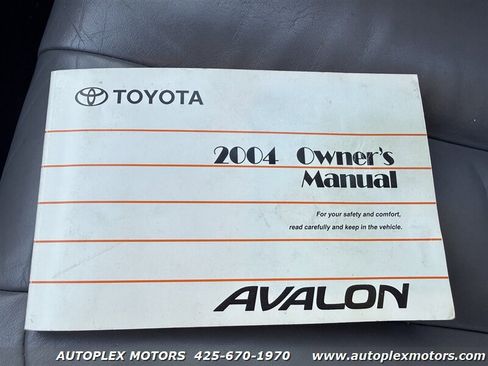 TOYOTA
2004 Owner's
Manual
For your safety and comfort,
read carefully and keep in the vehicle.
AVALON
AUTOPLEX MOTORS 425-670-1970 www.autoplexmotors.com